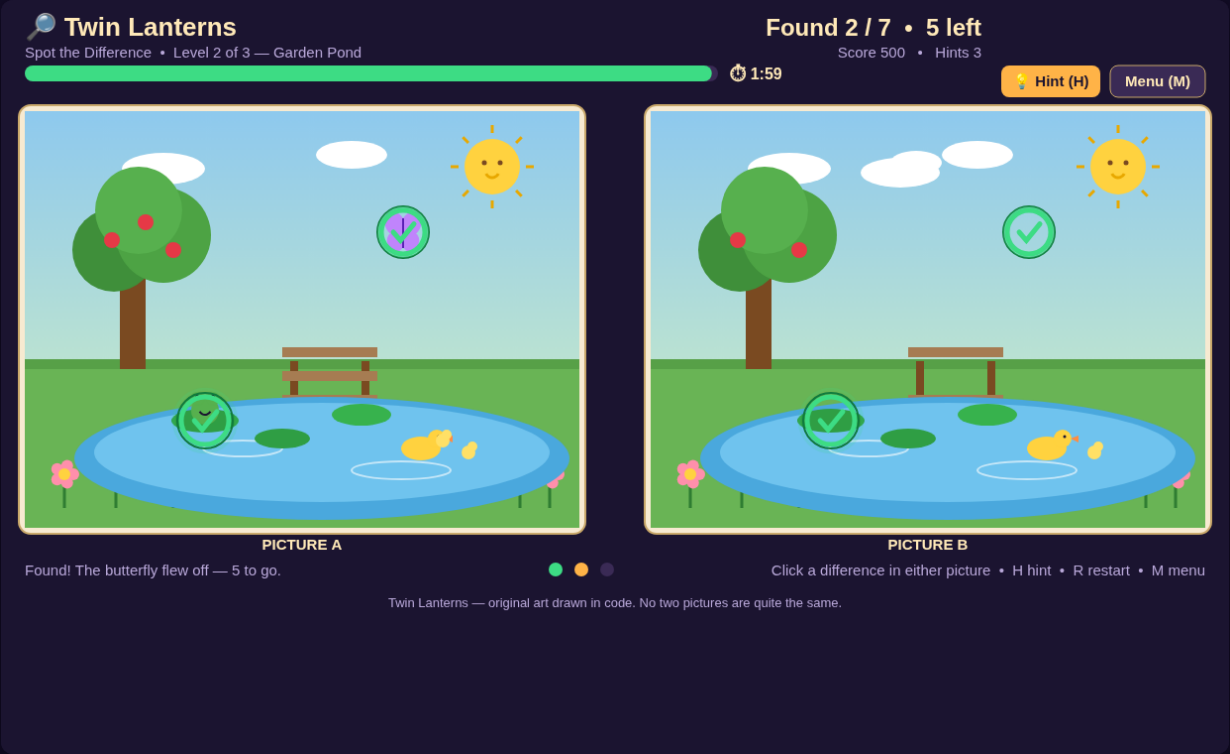 🔎 Twin Lanterns
Found 2 / 7 • 5 left
Spot the Difference • Level 2 of 3 — Garden Pond
Score 500 • Hints 3
⏱ 1:59
💡 Hint (H)
Menu (M)
PICTURE A
PICTURE B
Found! The butterfly flew off — 5 to go.
Click a difference in either picture • H hint • R restart • M menu
Twin Lanterns — original art drawn in code. No two pictures are quite the same.